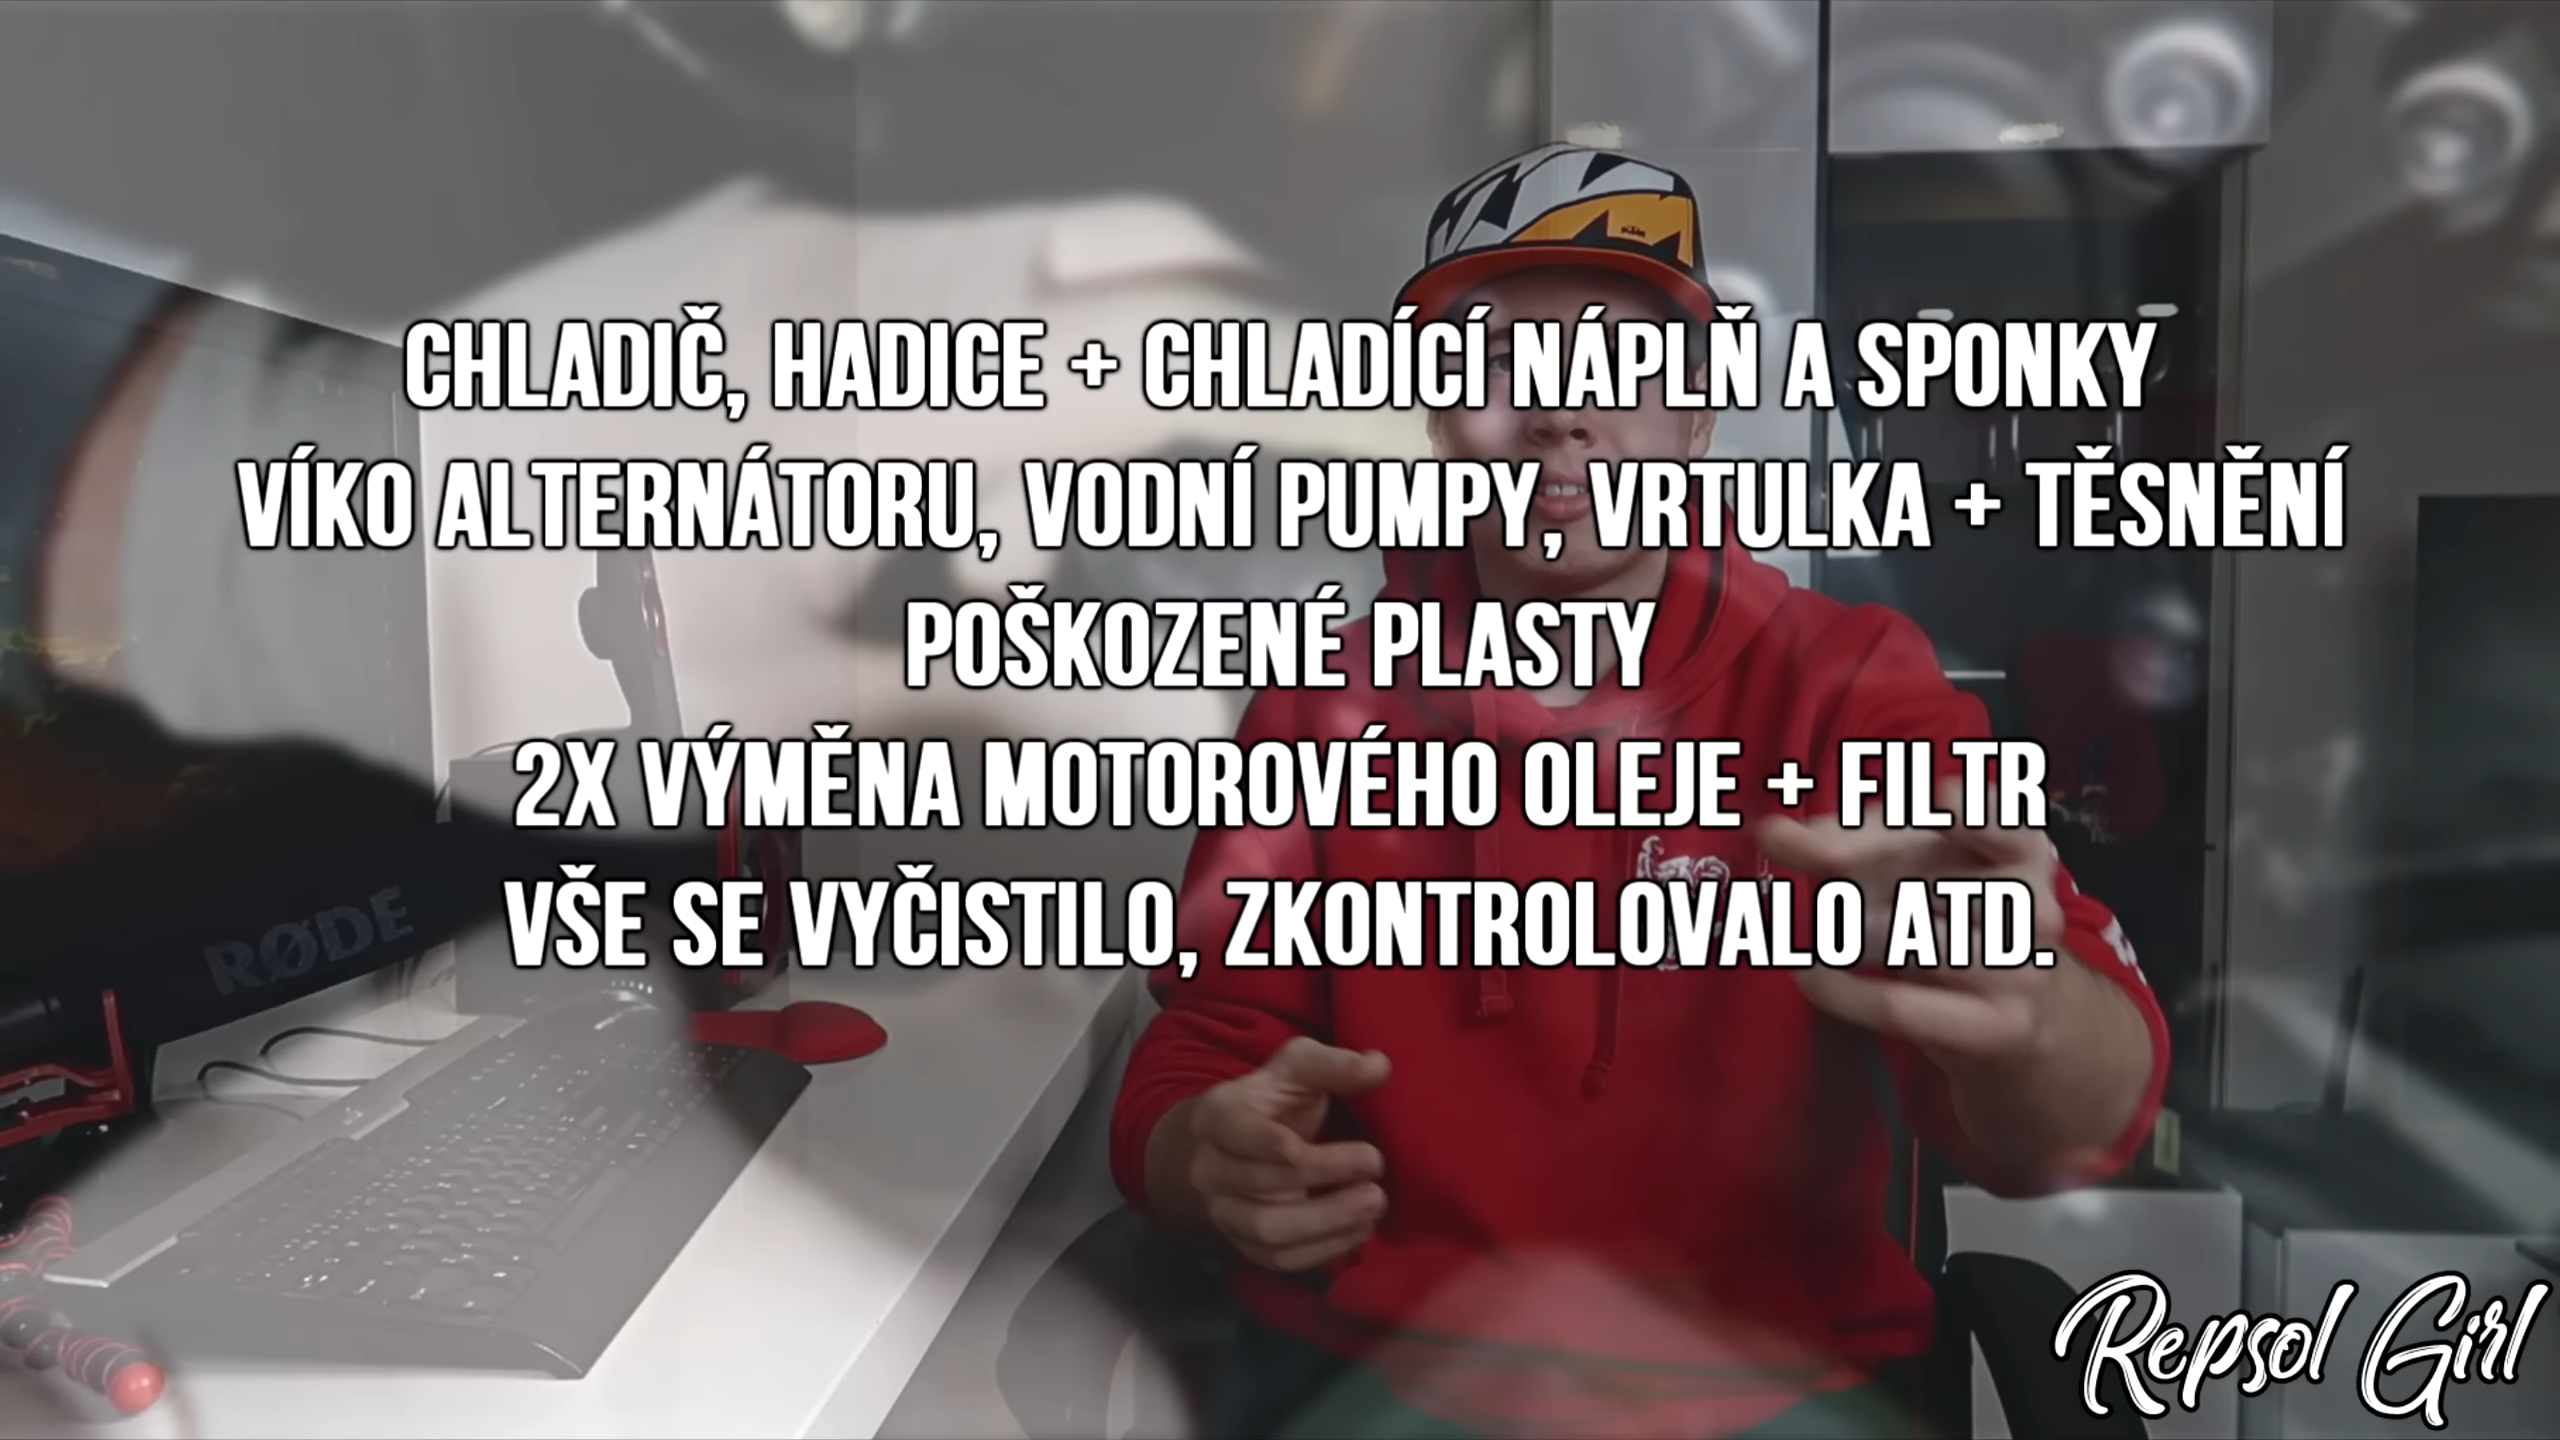 CHLADIČ, HADICE + CHLADÍCÍ NÁPLŇ A SPONKY
VÍKO ALTERNÁTORU, VODNÍ PUMPY, VRTULKA + TĚSNĚNÍ
POŠKOZENÉ PLASTY
2X VÝMĚNA MOTOROVÉHO OLEJE + FILTR
VŠE SE VYČISTILO, ZKONTROLOVALO ATD.
RØDE
KTM
Repsol Girl